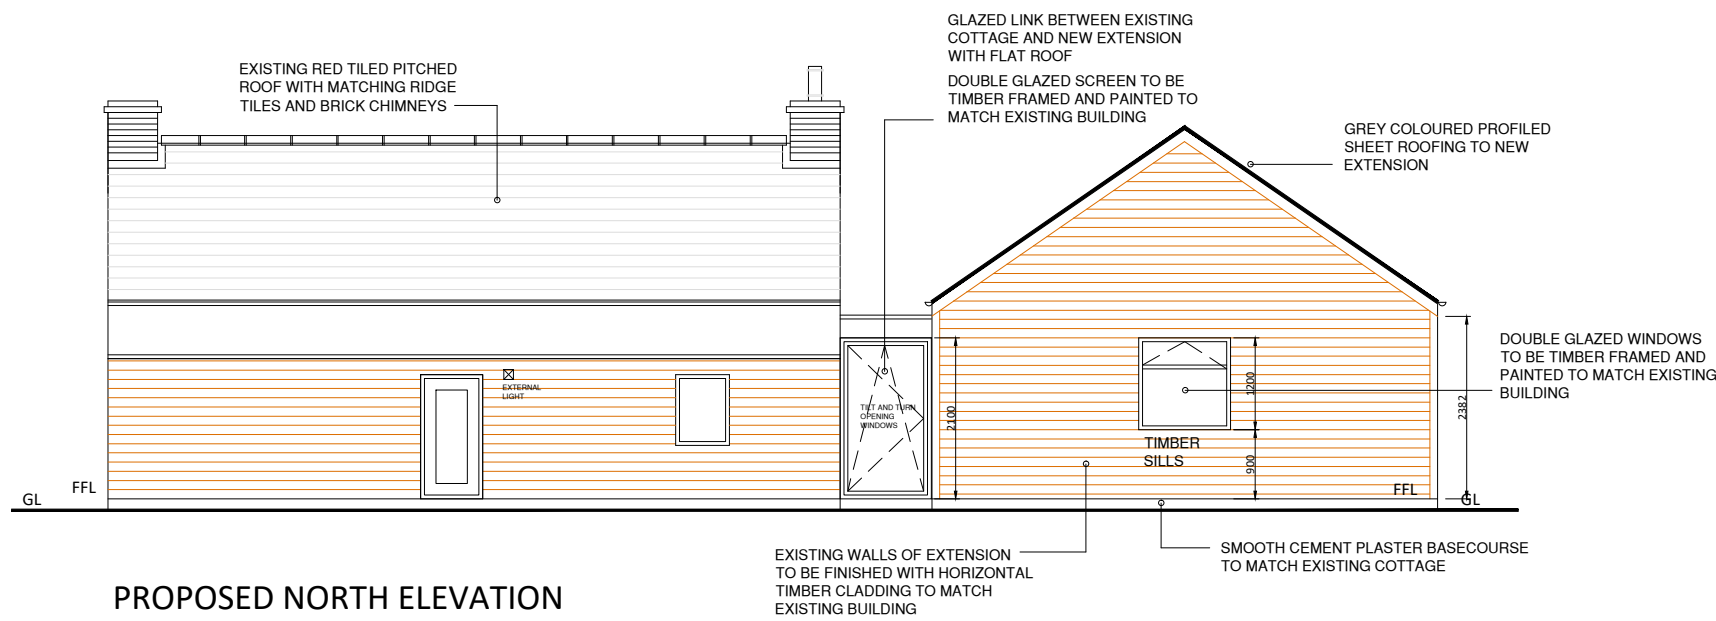 GLAZED LINK BETWEEN EXISTING
COTTAGE AND NEW EXTENSION
WITH FLAT ROOF
EXISTING RED TILED PITCHED
ROOF WITH MATCHING RIDGE
TILES AND BRICK CHIMNEYS
DOUBLE GLAZED SCREEN TO BE
TIMBER FRAMED AND PAINTED TO
MATCH EXISTING BUILDING
GREY COLOURED PROFILED
SHEET ROOFING TO NEW
EXTENSION
DOUBLE GLAZED WINDOWS
TO BE TIMBER FRAMED AND
PAINTED TO MATCH EXISTING
BUILDING
EXTERNAL
LIGHT
TILT AND TURN
OPENING
WINDOWS
2100
1200
900
2382
TIMBER
SILLS
FFL
GL
FFL
GL
EXISTING WALLS OF EXTENSION
TO BE FINISHED WITH HORIZONTAL
TIMBER CLADDING TO MATCH
EXISTING BUILDING
SMOOTH CEMENT PLASTER BASECOURSE
TO MATCH EXISTING COTTAGE
PROPOSED NORTH ELEVATION